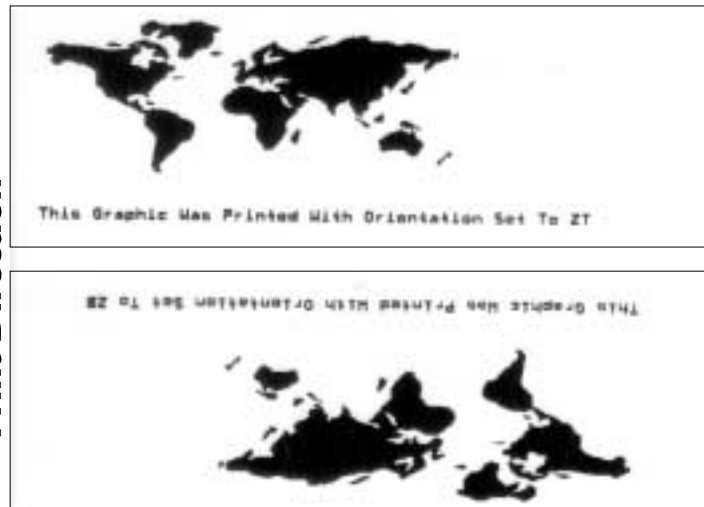 This Graphic Was Printed With Orientation Set To ZT
This Graphic Was Printed With Orientation Set To ZB